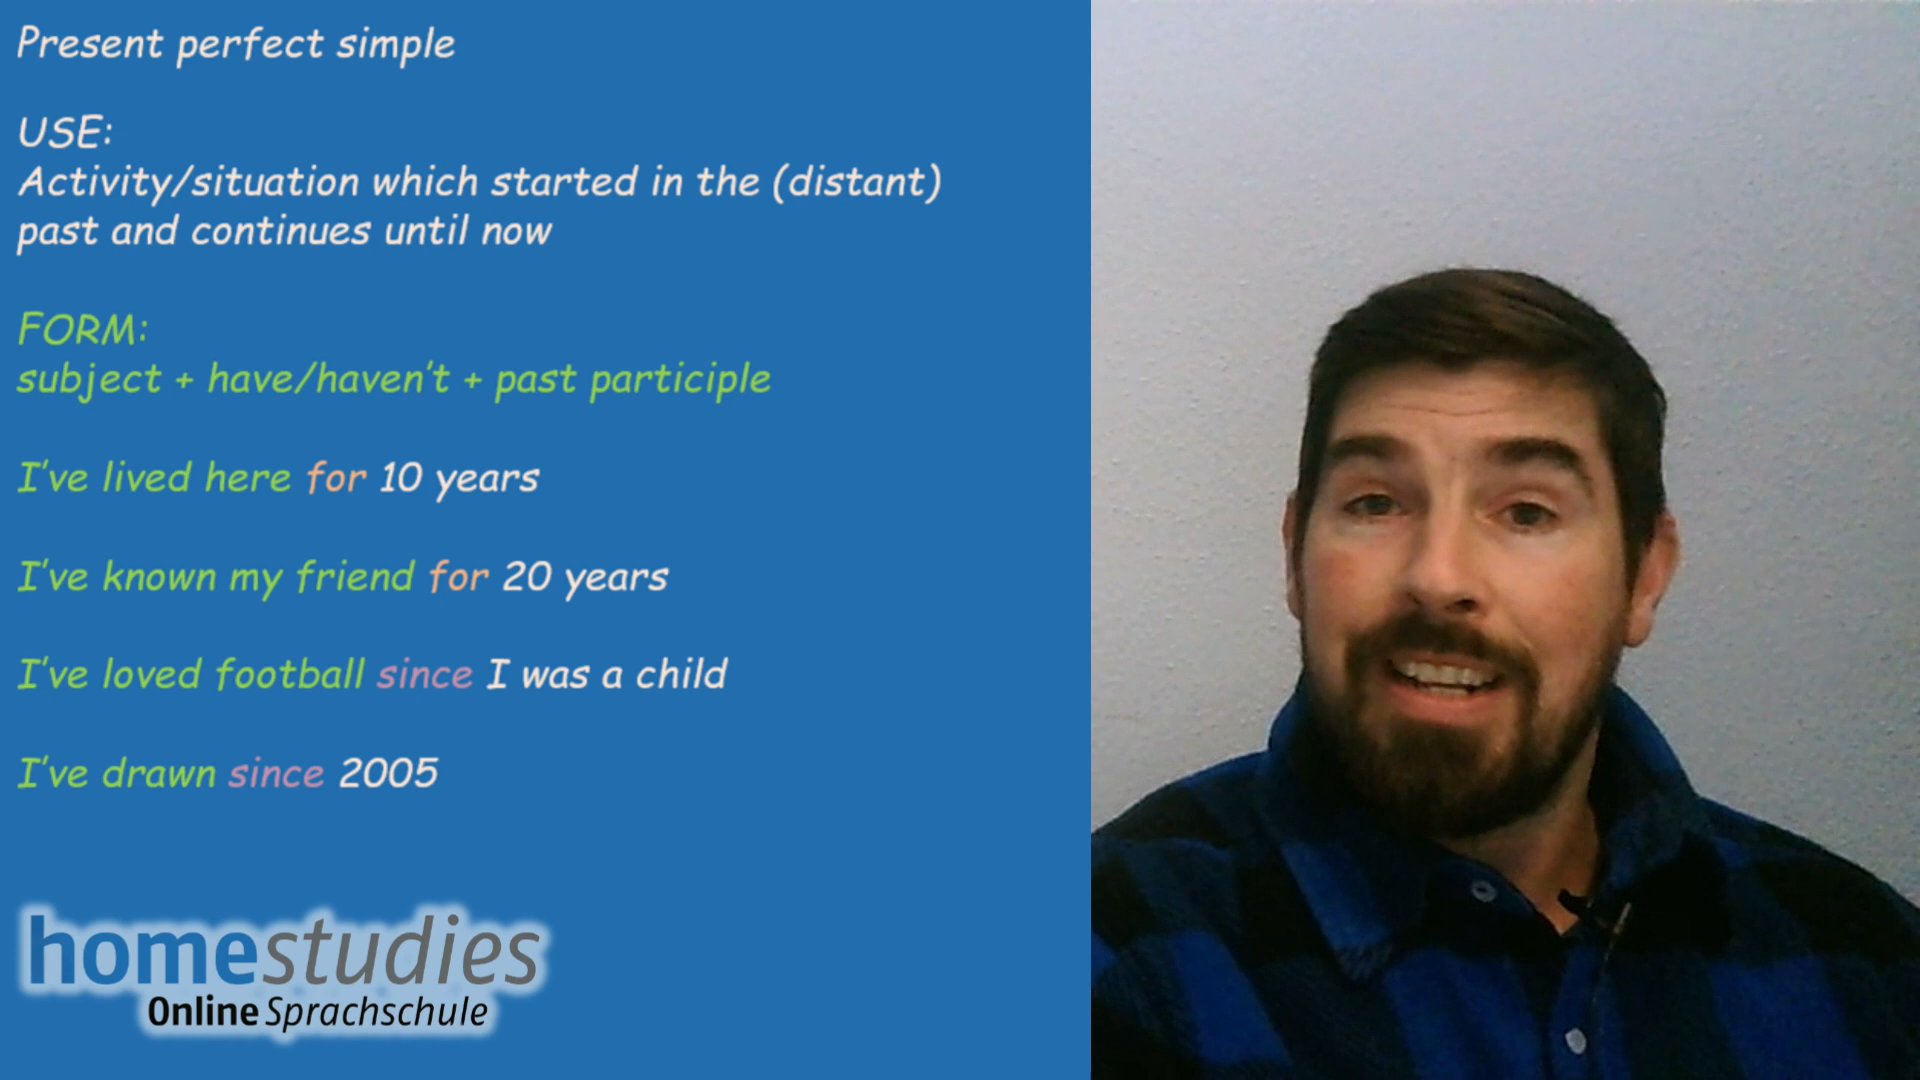 Present perfect simple
USE:
Activity/situation which started in the (distant)
past and continues until now
FORM:
subject + have/haven't + past participle
I've lived here for 10 years
I've known my friend for 20 years
I've loved football since I was a child
I've drawn since 2005
homestudies
Online Sprachschule